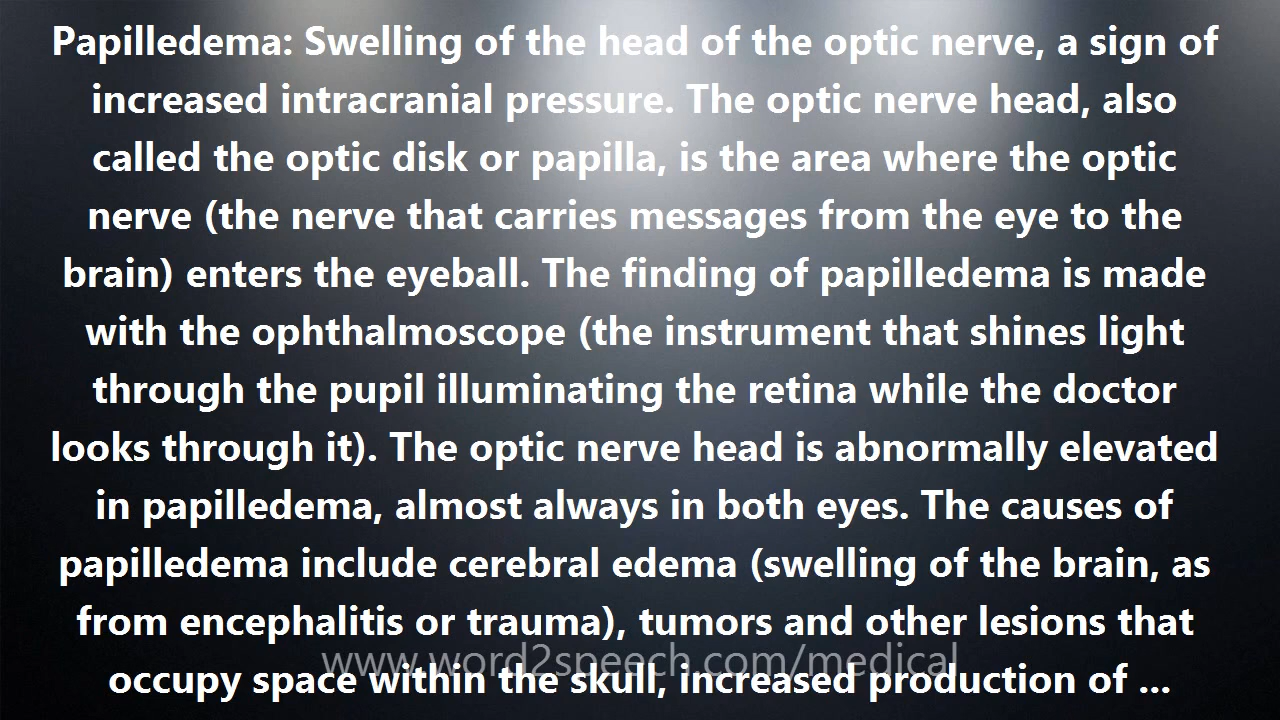 Papilledema: Swelling of the head of the optic nerve, a sign of
increased intracranial pressure. The optic nerve head, also
called the optic disk or papilla, is the area where the optic
nerve (the nerve that carries messages from the eye to the
brain) enters the eyeball. The finding of papilledema is made
with the ophthalmoscope (the instrument that shines light
through the pupil illuminating the retina while the doctor
looks through it). The optic nerve head is abnormally elevated
in papilledema, almost always in both eyes. The causes of
papilledema include cerebral edema (swelling of the brain, as
from encephalitis or trauma), tumors and other lesions that
www.word2speech.com/medical
occupy space within the skull, increased production of ...